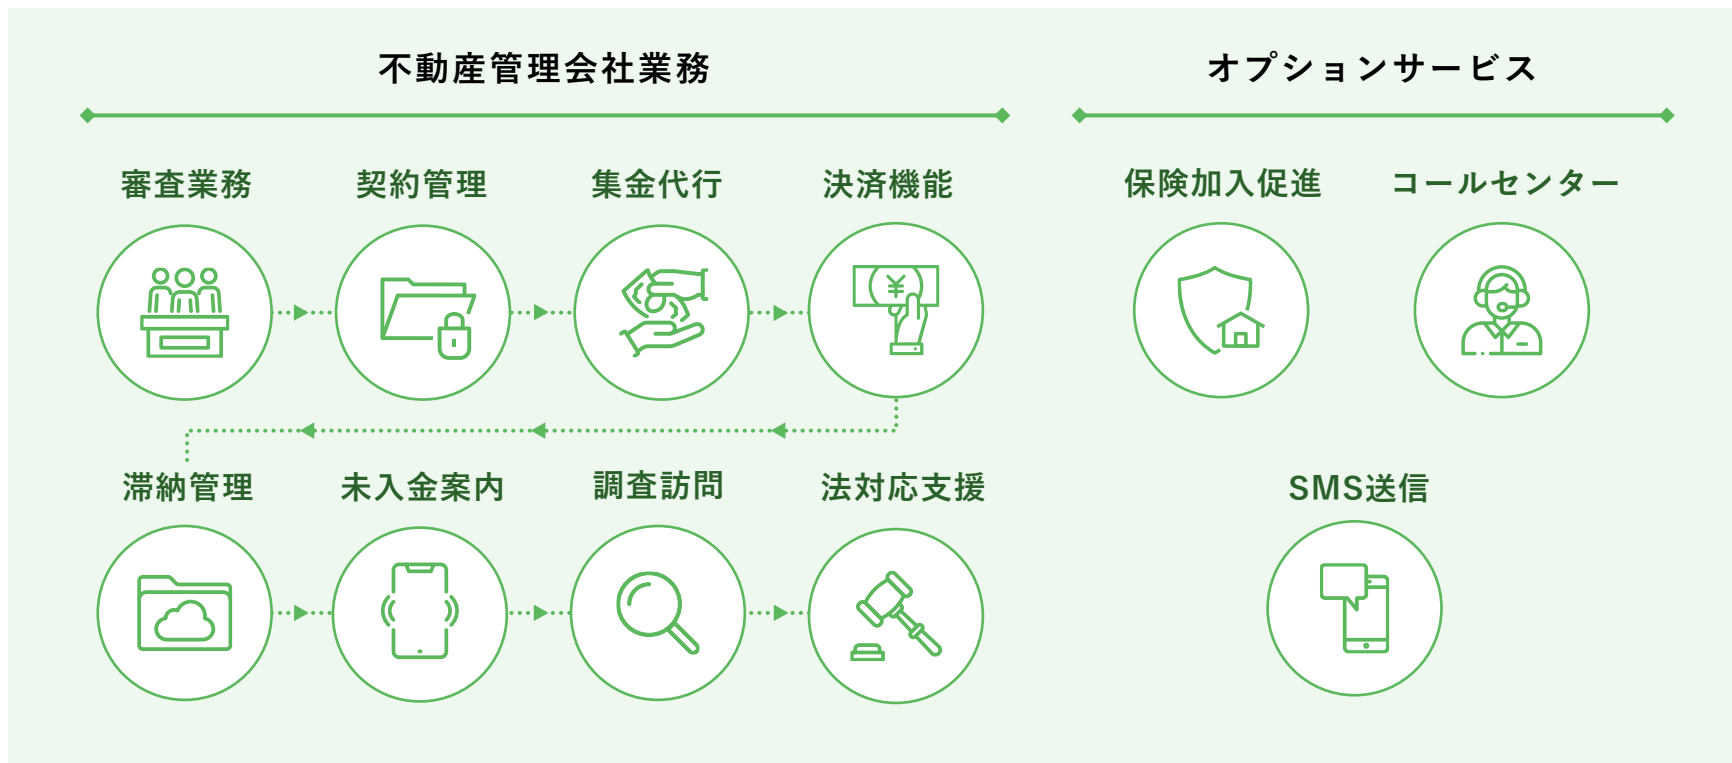 不動産管理会社業務
オプションサービス
審査業務
契約管理
集金代行
決済機能
保険加入促進
コールセンター
¥
滞納管理
未入金案内
調査訪問
法対応支援
SMS送信